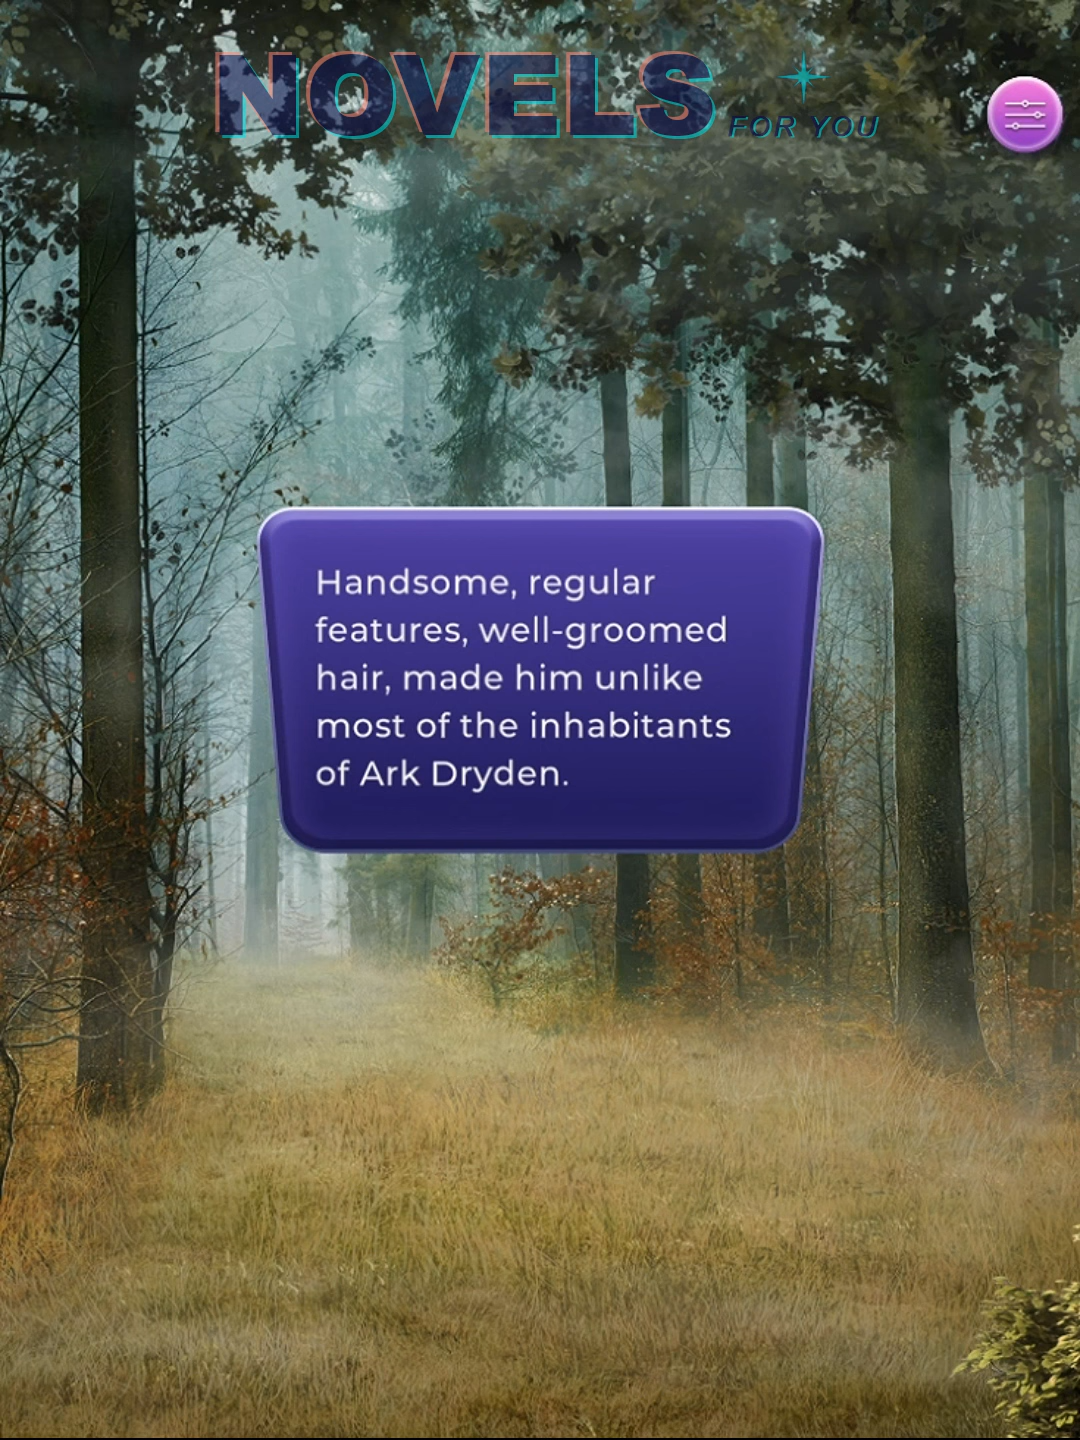 NOVELS
FOR YOU
Handsome, regular
features, well-groomed
hair, made him unlike
most of the inhabitants
of Ark Dryden.